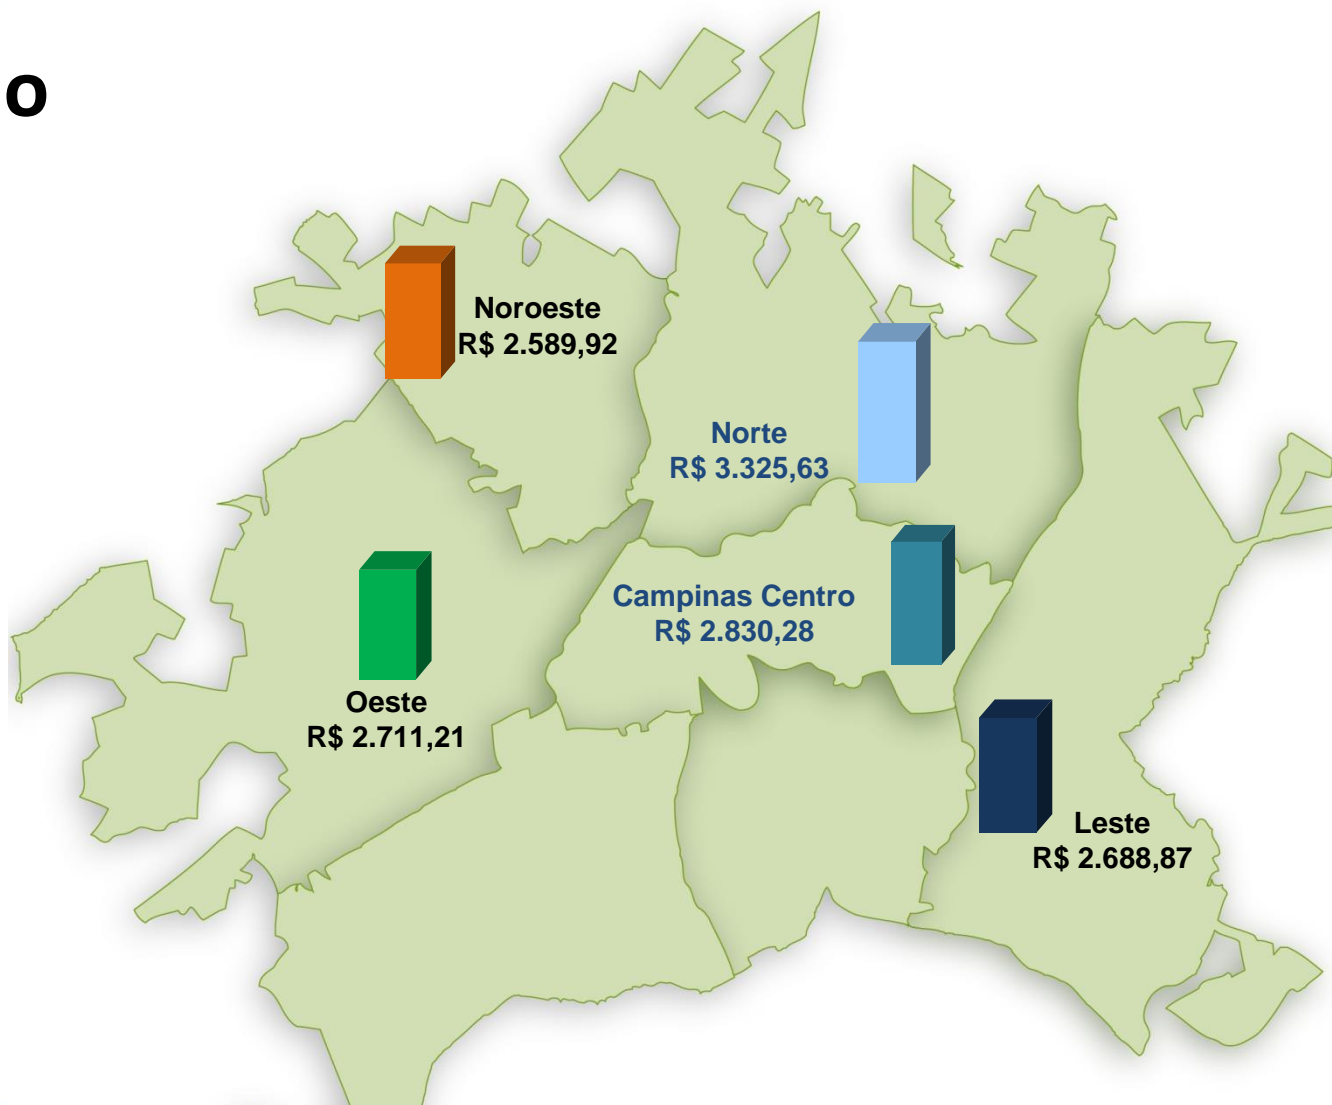 o
Noroeste
R$ 2.589,92
Norte
R$ 3.325,63
Campinas Centro
R$ 2.830,28
Oeste
R$ 2.711,21
Leste
R$ 2.688,87